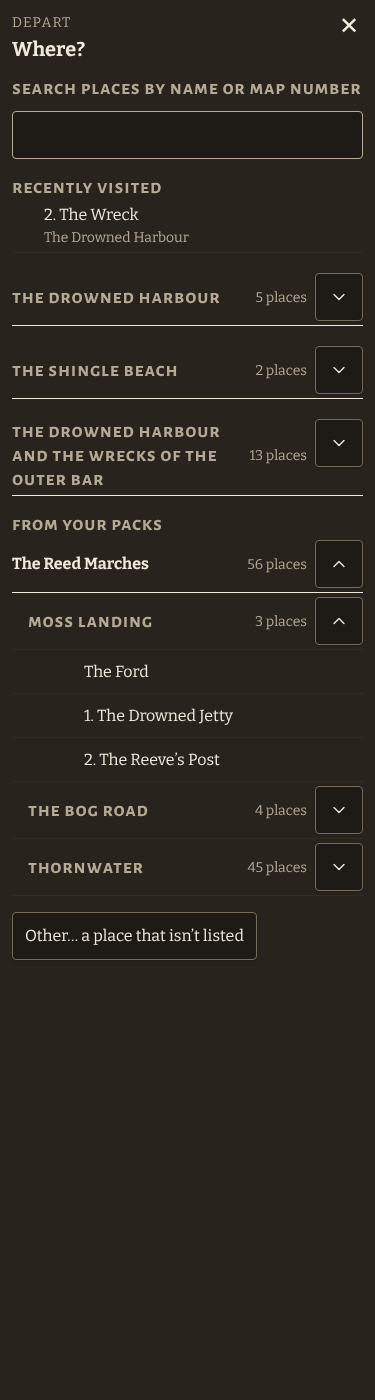 DEPART
Where?
SEARCH PLACES BY NAME OR MAP NUMBER
RECENTLY VISITED
2. The Wreck
The Drowned Harbour
THE DROWNED HARBOUR 5 places
THE SHINGLE BEACH 2 places
THE DROWNED HARBOUR
AND THE WRECKS OF THE 13 places
OUTER BAR
FROM YOUR PACKS
The Reed Marches 56 places
MOSS LANDING 3 places
The Ford
1. The Drowned Jetty
2. The Reeve’s Post
THE BOG ROAD 4 places
THORNWATER 45 places
Other… a place that isn’t listed